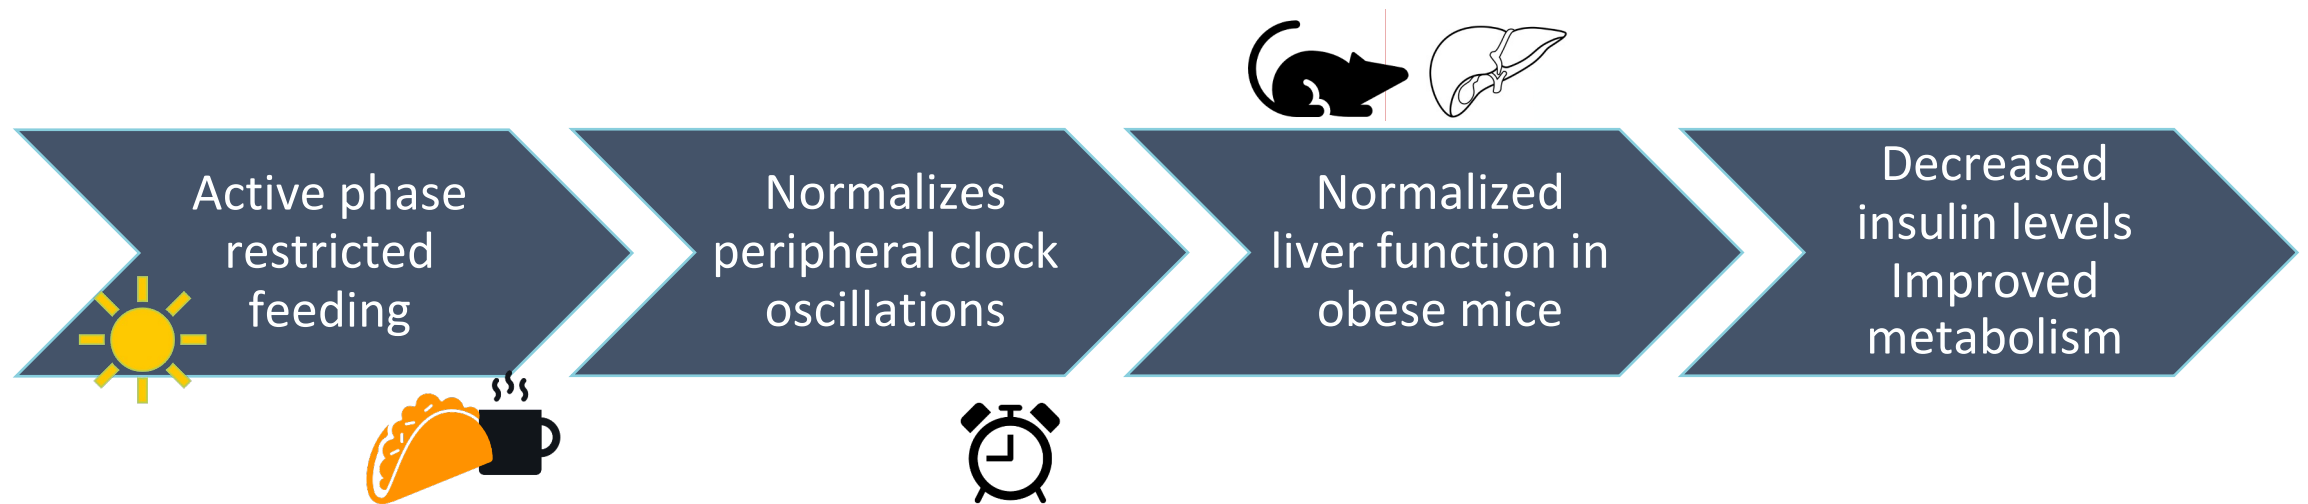 Active phase
restricted
feeding
Normalizes
peripheral clock
oscillations
Normalized
liver function in
obese mice
Decreased
insulin levels
Improved
metabolism